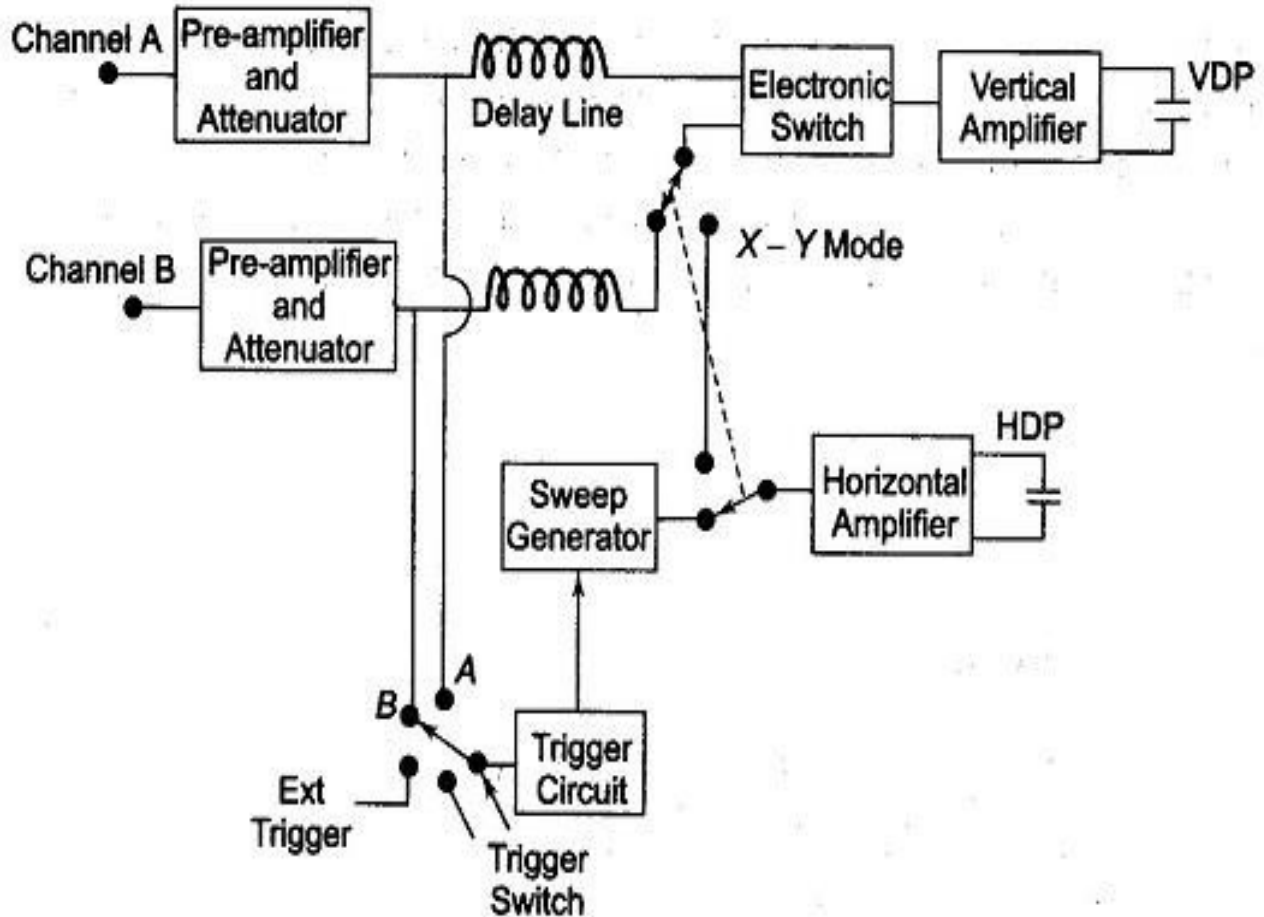 Channel A
Pre-amplifier
and
Attenuator
Delay Line
Electronic
Switch
Vertical
Amplifier
VDP
Channel B
Pre-amplifier
and
Attenuator
X – Y Mode
Sweep
Generator
Horizontal
Amplifier
HDP
A
B
Ext
Trigger
Trigger
Circuit
Trigger
Switch